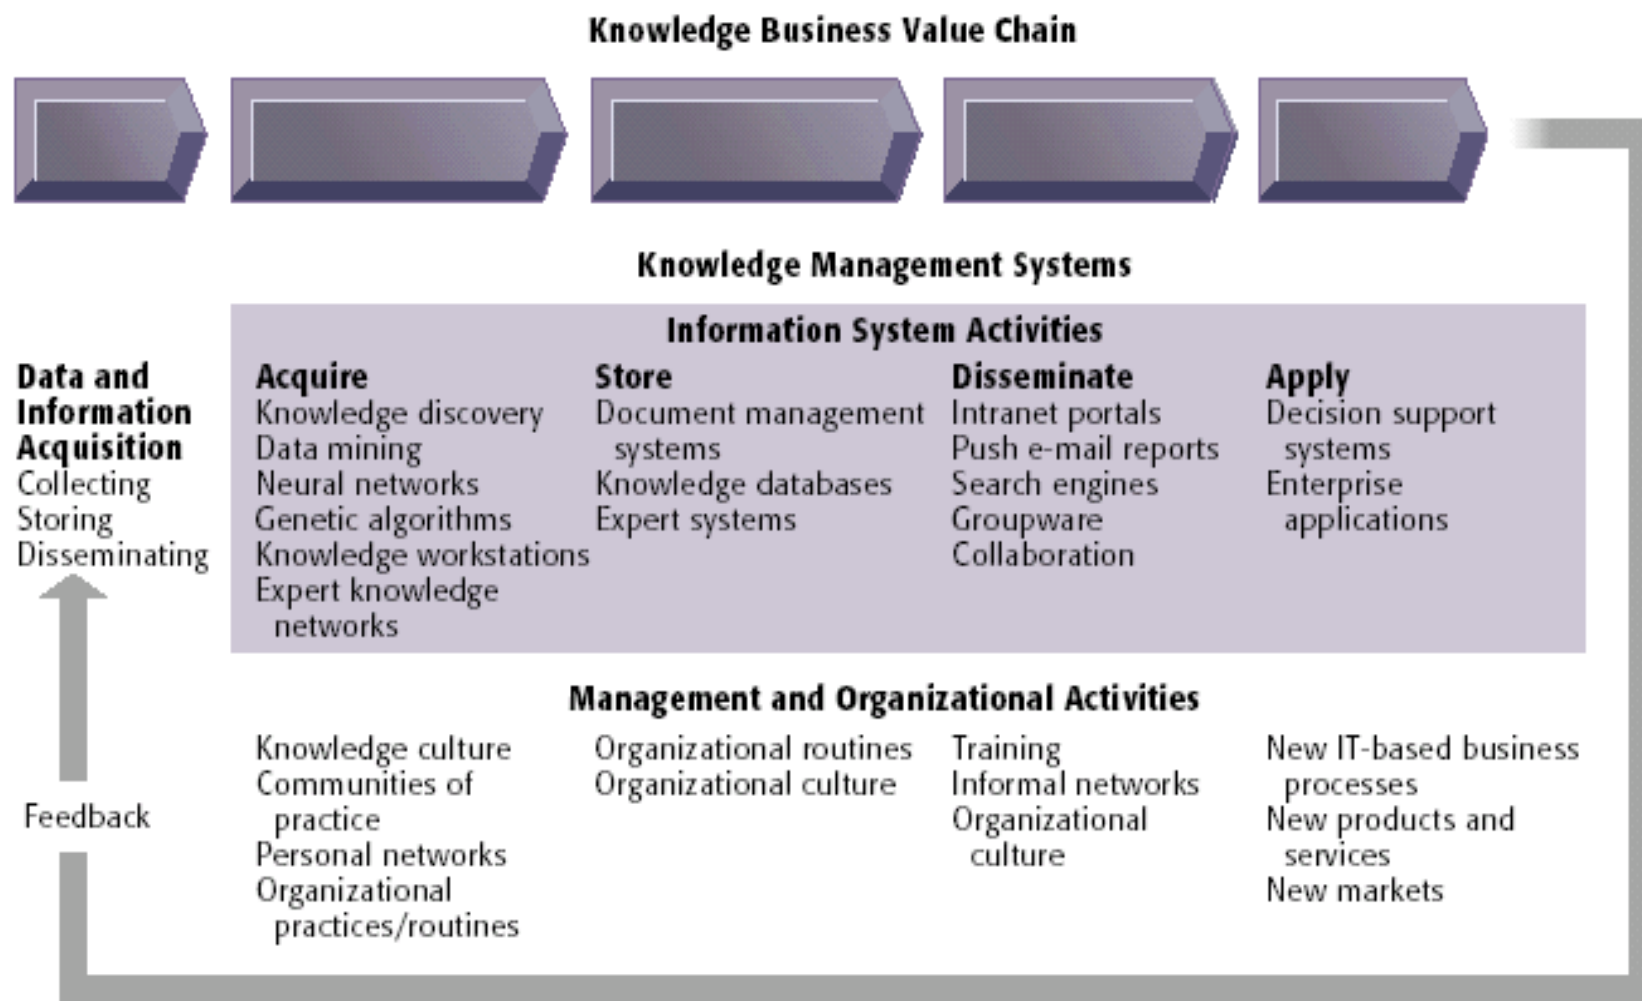 Knowledge Business Value Chain
Knowledge Management Systems
Information System Activities
Data and
Information
Acquisition
Collecting
Storing
Disseminating
Acquire
Knowledge discovery
Data mining
Neural networks
Genetic algorithms
Knowledge workstations
Expert knowledge
networks
Store
Document management
systems
Knowledge databases
Expert systems
Disseminate
Intranet portals
Push e-mail reports
Search engines
Groupware
Collaboration
Apply
Decision support
systems
Enterprise
applications
Management and Organizational Activities
Knowledge culture
Communities of
practice
Personal networks
Organizational
practices/routines
Organizational routines
Organizational culture
Training
Informal networks
Organizational
culture
New IT-based business
processes
New products and
services
New markets
Feedback